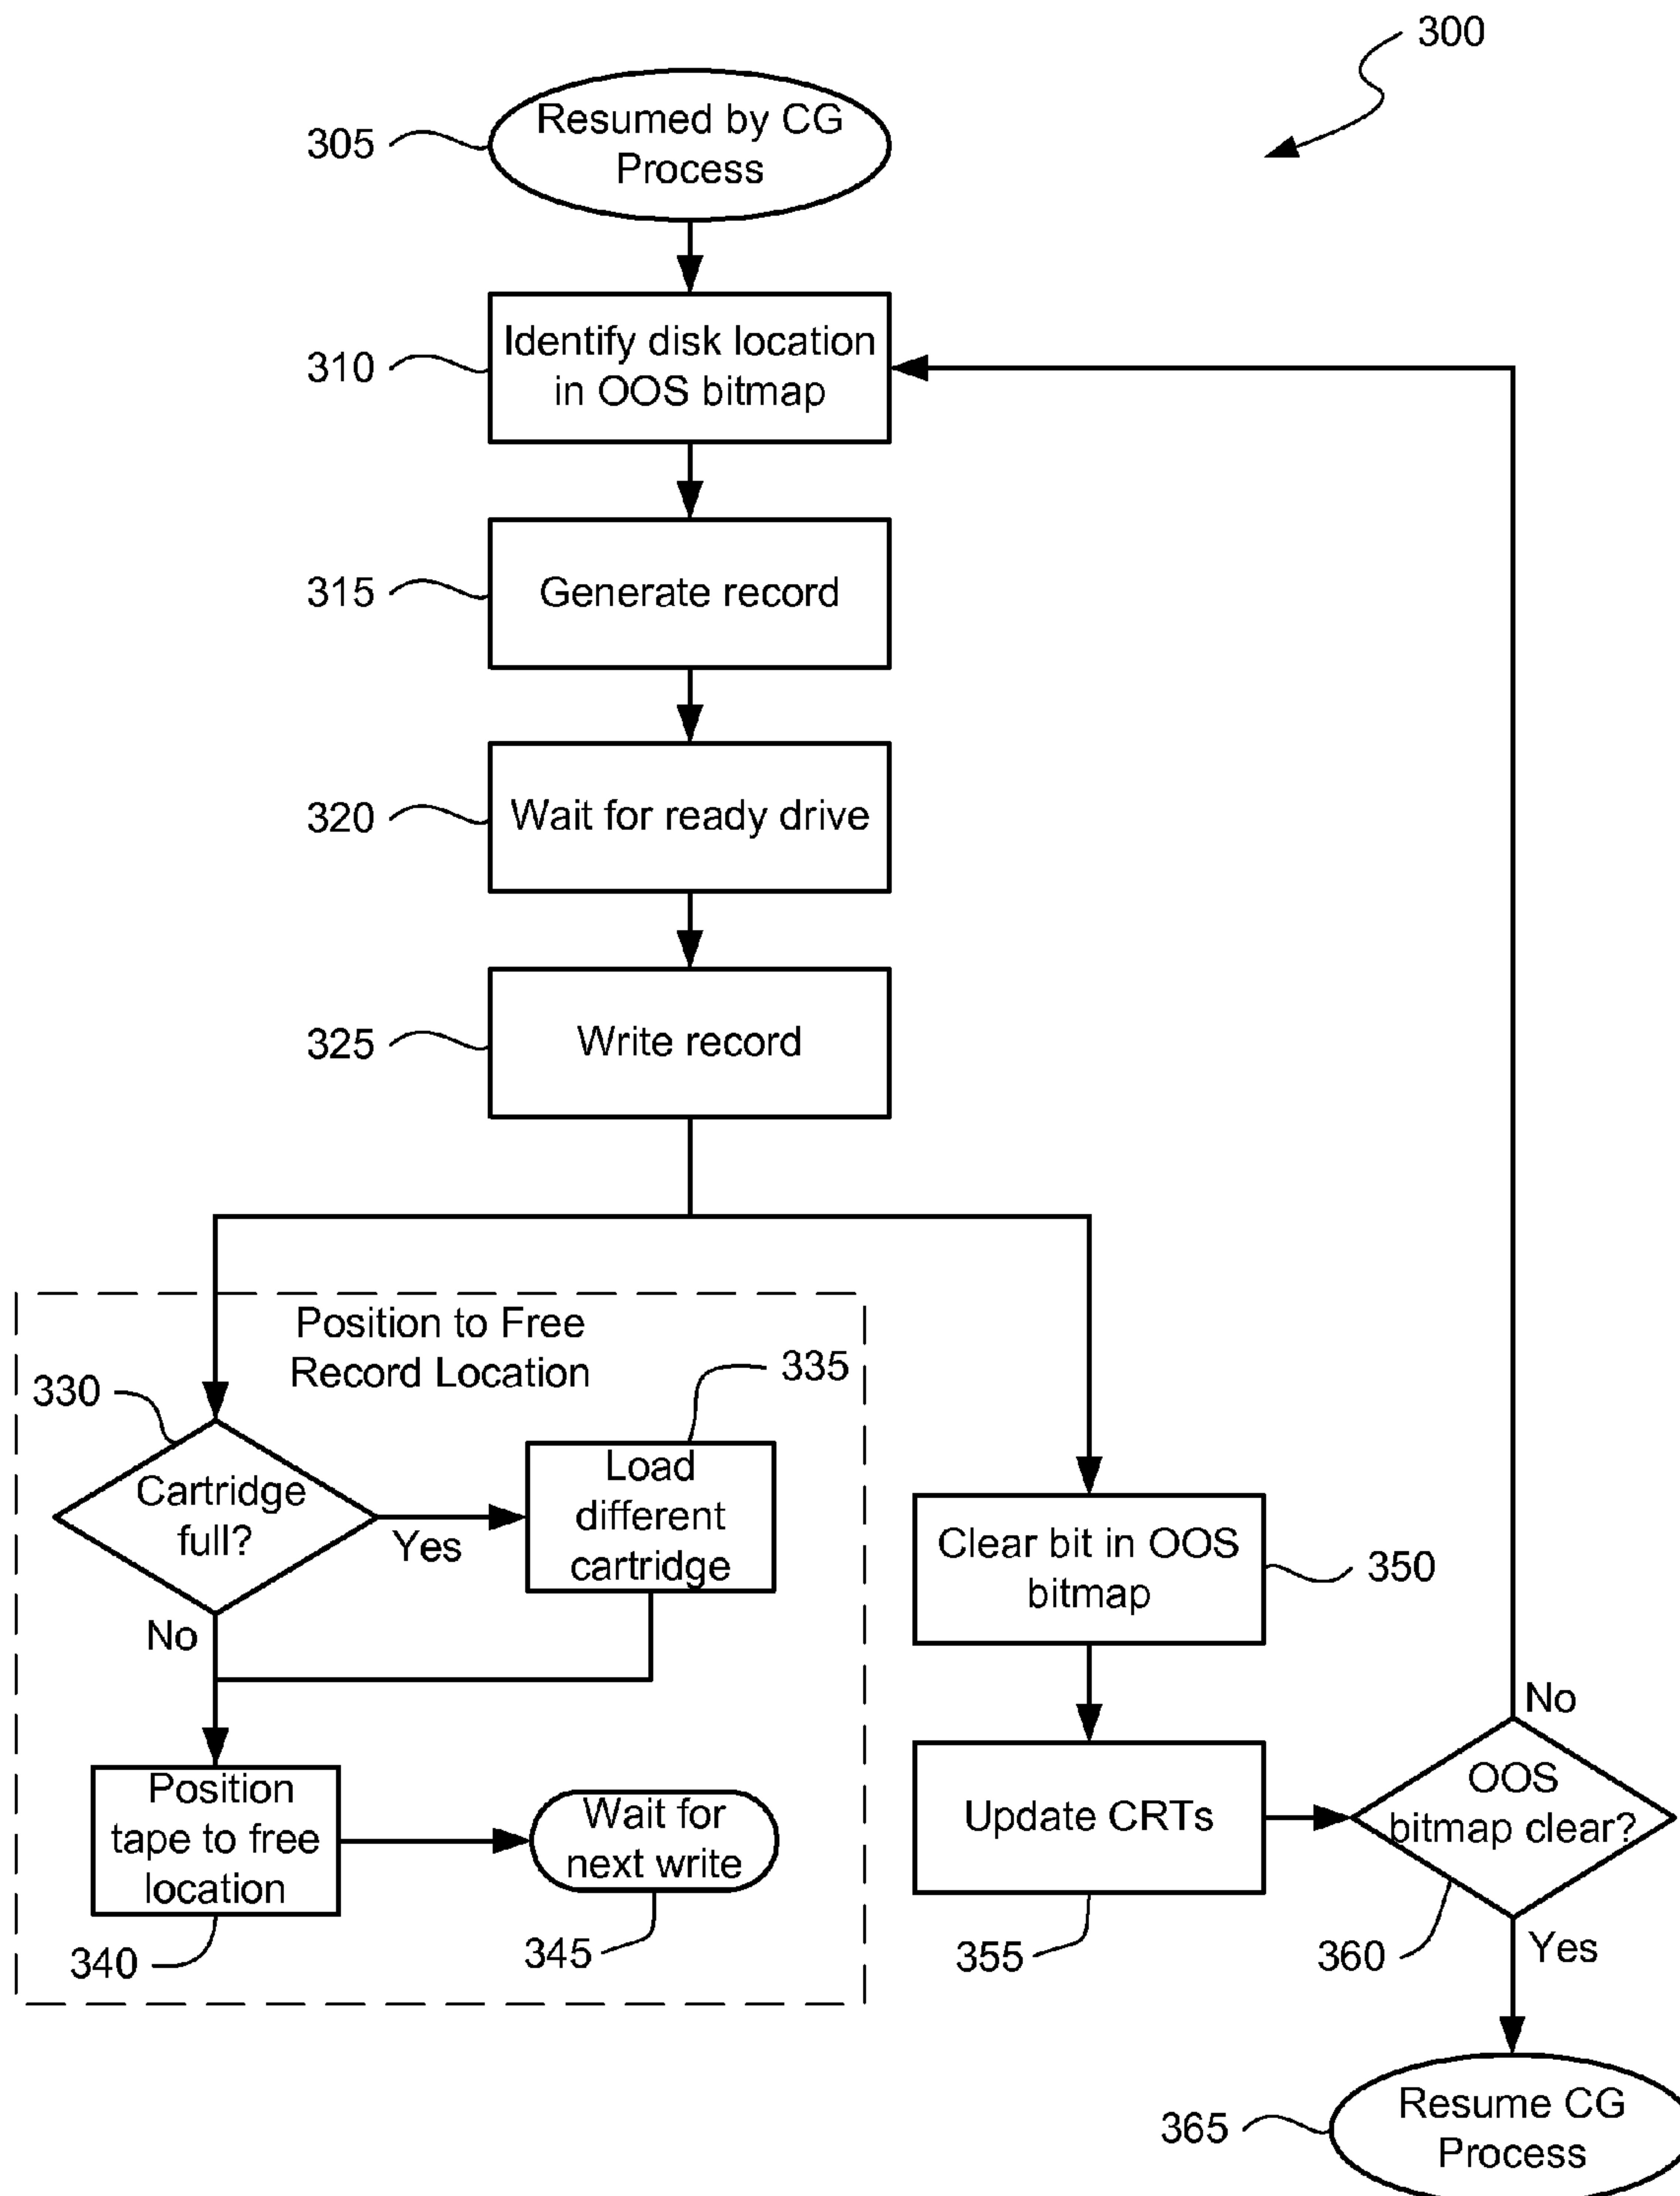 300
305
Resumed by CG
Process
310
Identify disk location
in OOS bitmap
315
Generate record
320
Wait for ready drive
325
Write record
Position to Free
Record Location
330
335
Cartridge
full?
Yes
No
Load
different
cartridge
Position
tape to free
location
340
Wait for
next write
345
Clear bit in OOS
bitmap
350
Update CRTs
355
No
OOS
bitmap clear?
360
Yes
365
Resume CG
Process